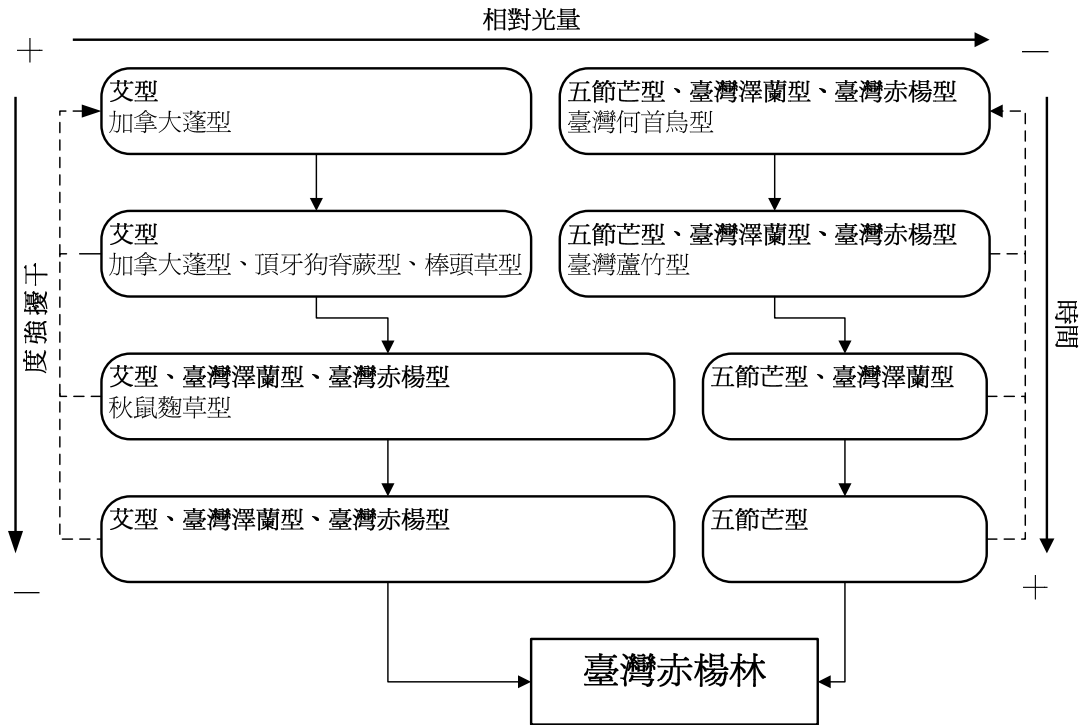 相對光量
＋
－
艾型
加拿大蓬型
五節芒型、臺灣澤蘭型、臺灣赤楊型
臺灣何首烏型
艾型
加拿大蓬型、頂牙狗脊蕨型、棒頭草型
五節芒型、臺灣澤蘭型、臺灣赤楊型
臺灣蘆竹型
度強擾干
時間
艾型、臺灣澤蘭型、臺灣赤楊型
秋鼠麴草型
五節芒型、臺灣澤蘭型
艾型、臺灣澤蘭型、臺灣赤楊型
五節芒型
－
＋
臺灣赤楊林